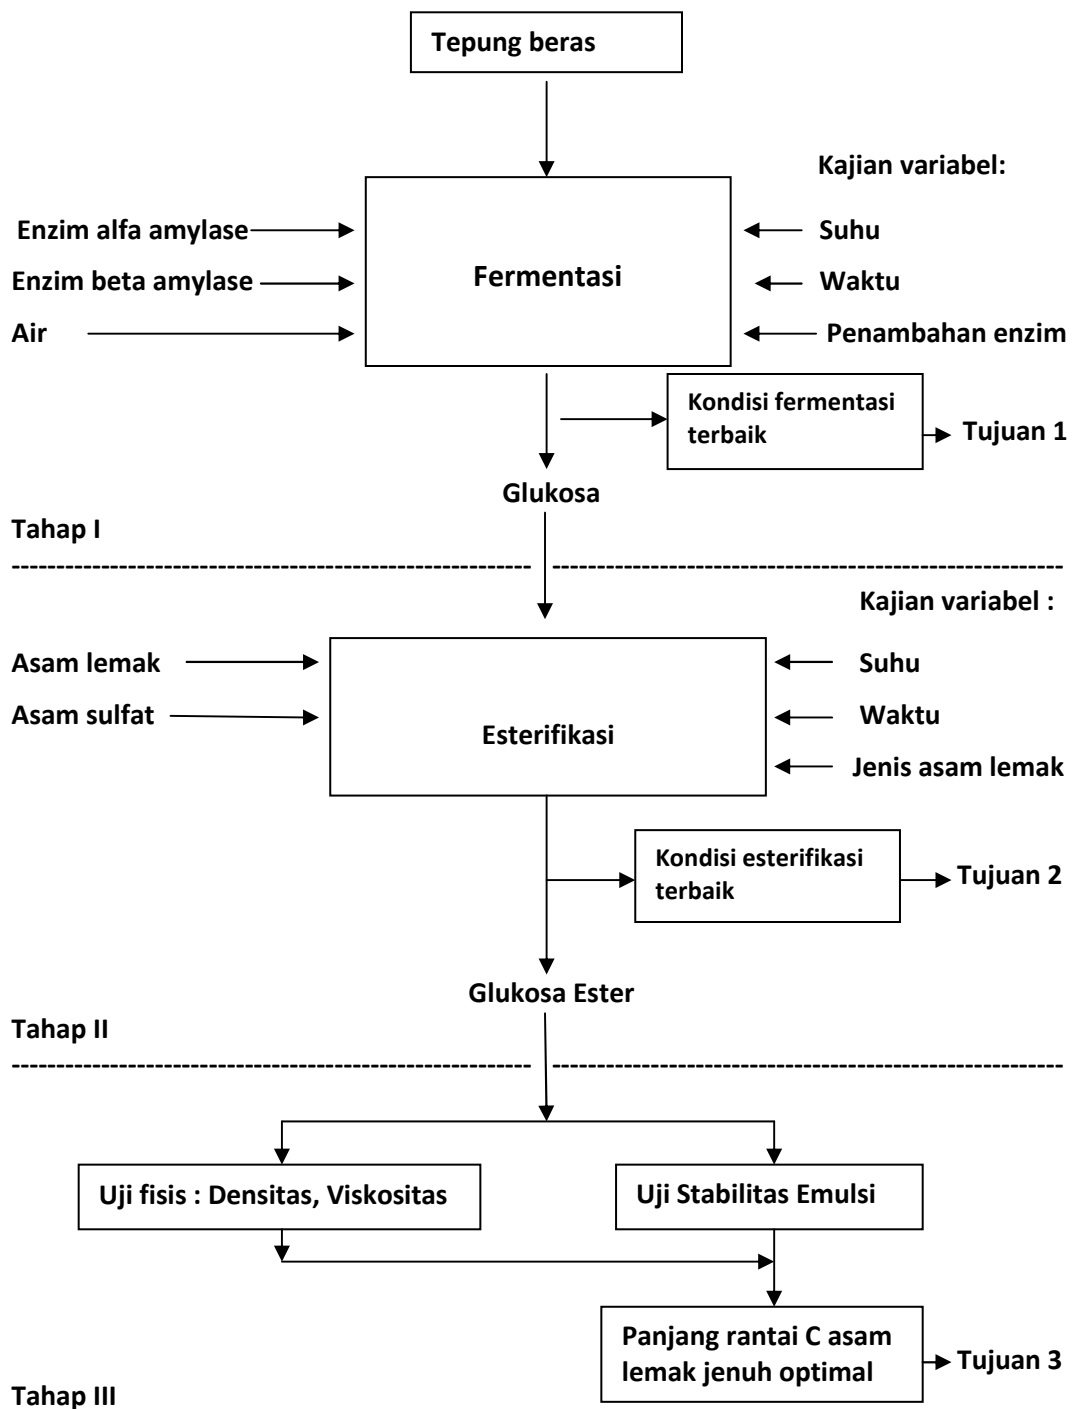 Tepung beras
Kajian variabel:
Enzim alfa amylase
Suhu
Enzim beta amylase
Fermentasi
Waktu
Air
Penambahan enzim
Kondisi fermentasi
terbaik
Tujuan 1
Glukosa
Tahap I
Kajian variabel :
Asam lemak
Suhu
Asam sulfat
Esterifikasi
Waktu
Jenis asam lemak
Kondisi esterifikasi
terbaik
Tujuan 2
Glukosa Ester
Tahap II
Uji fisis : Densitas, Viskositas
Uji Stabilitas Emulsi
Panjang rantai C asam
lemak jenuh optimal
Tujuan 3
Tahap III